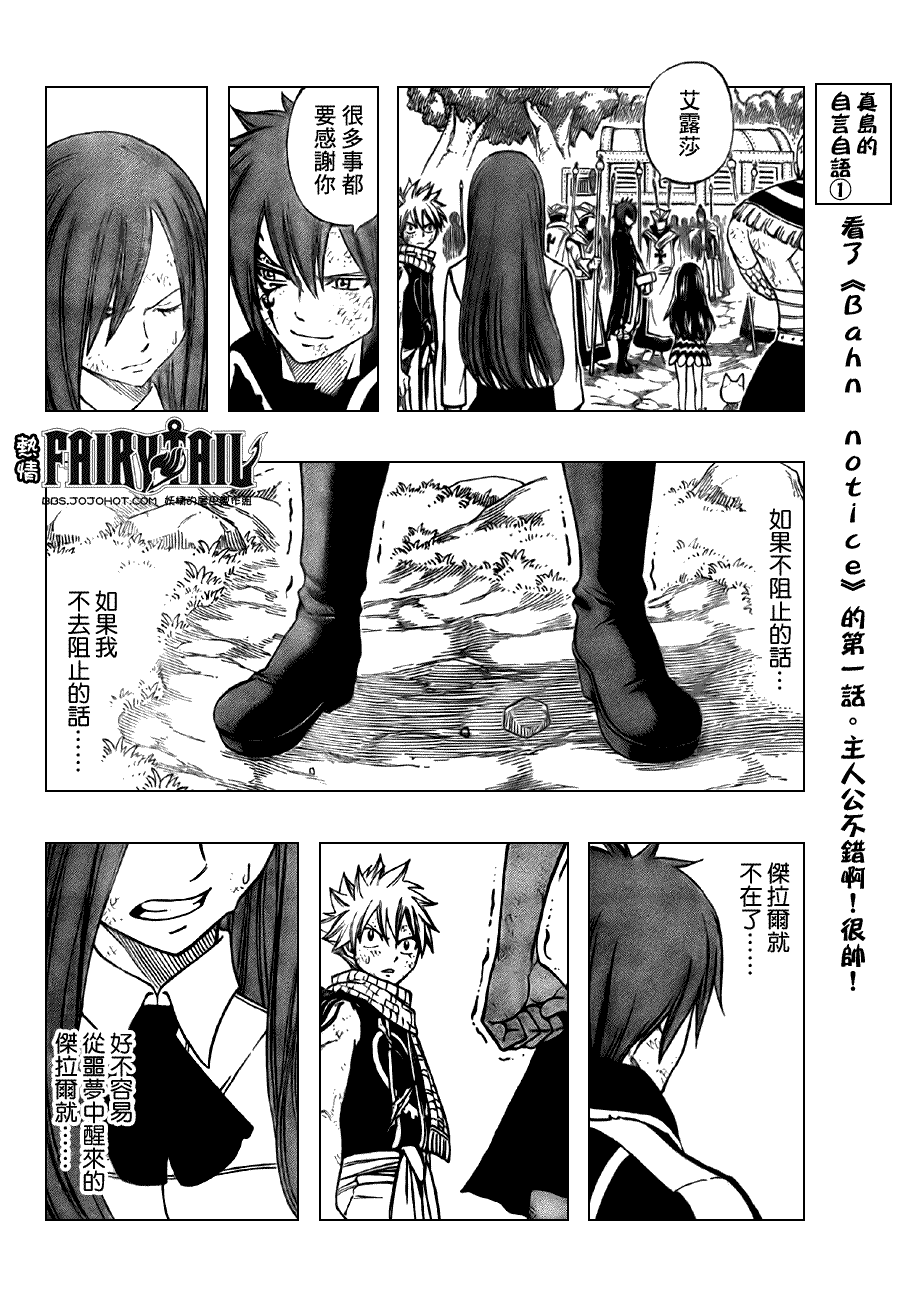 真島的
自言自語①
看了《Bahn notice》的第一話。主人公不錯啊！很帥！
艾露莎
很多事都
要感謝你
熱情
FAIRY TAIL
BBS.JOJOHOT.COM
如果不阻止的話…
如果我
不去阻止的話……
傑拉爾就
不在了……
好不容易
從噩夢中醒來的
傑拉爾就……